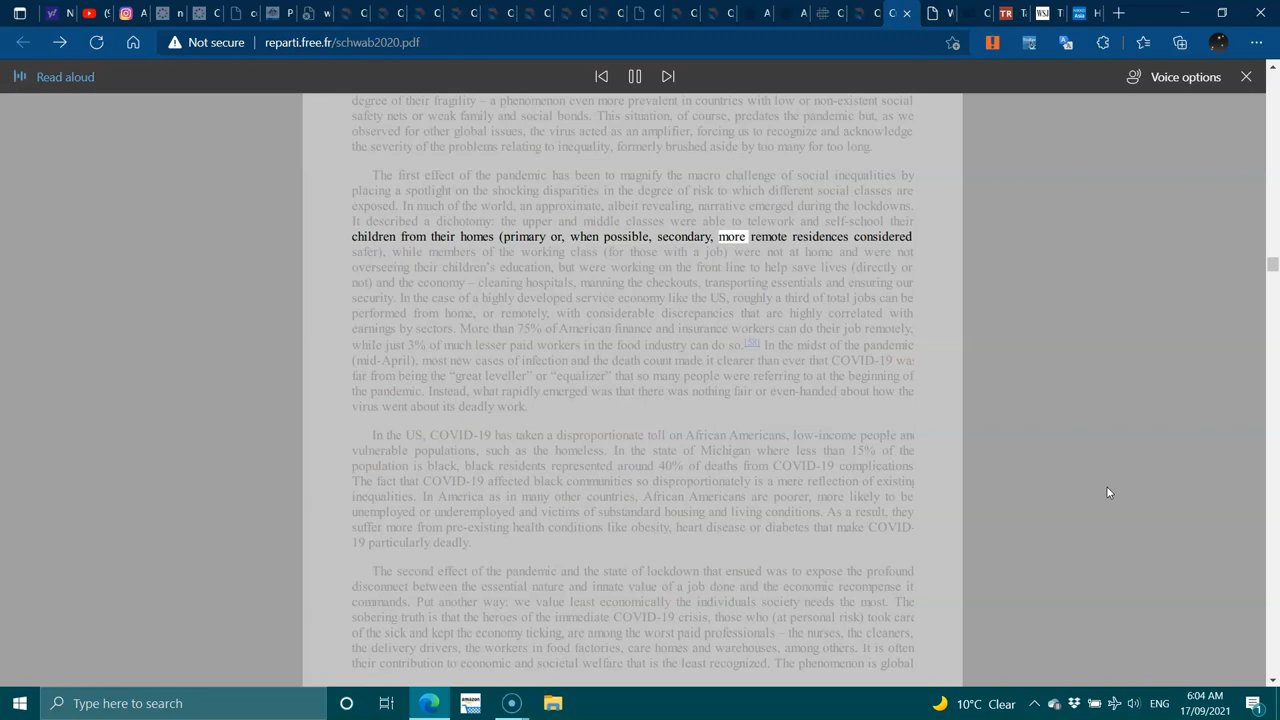 N
C
n
C
P
w
C
C
C
C
C
C
C
C
C
A
A
C
C
C
W
C
TR
T
WSJ
T
Asia
H
Not secure
reparti.free.fr/schwab2020.pdf
Read aloud
Voice options
degree of their fragility – a phenomenon even more prevalent in countries with low or non-existent social
safety nets or weak family and social bonds. This situation, of course, predates the pandemic but, as we
observed for other global issues, the virus acted as an amplifier, forcing us to recognize and acknowledge
the severity of the problems relating to inequality, formerly brushed aside by too many for too long.
The first effect of the pandemic has been to magnify the macro challenge of social inequalities by
placing a spotlight on the shocking disparities in the degree of risk to which different social classes are
exposed. In much of the world, an approximate, albeit revealing, narrative emerged during the lockdowns.
It described a dichotomy: the upper and middle classes were able to telework and self-school their
children from their homes (primary or, when possible, secondary, more remote residences considered
safer), while members of the working class (for those with a job) were not at home and were not
overseeing their children's education, but were working on the front line to help save lives (directly or
not) and the economy – cleaning hospitals, manning the checkouts, transporting essentials and ensuring our
security. In the case of a highly developed service economy like the US, roughly a third of total jobs can be
performed from home, or remotely, with considerable discrepancies that are highly correlated with
earnings by sectors. More than 75% of American finance and insurance workers can do their job remotely,
while just 3% of much lesser paid workers in the food industry can do so.[58] In the midst of the pandemic
(mid-April), most new cases of infection and the death count made it clearer than ever that COVID-19 was
far from being the “great leveller” or “equalizer” that so many people were referring to at the beginning of
the pandemic. Instead, what rapidly emerged was that there was nothing fair or even-handed about how the
virus went about its deadly work.
In the US, COVID-19 has taken a disproportionate toll on African Americans, low-income people and
vulnerable populations, such as the homeless. In the state of Michigan where less than 15% of the
population is black, black residents represented around 40% of deaths from COVID-19 complications
The fact that COVID-19 affected black communities so disproportionately is a mere reflection of existing
inequalities. In America as in many other countries, African Americans are poorer, more likely to be
unemployed or underemployed and victims of substandard housing and living conditions. As a result, they
suffer more from pre-existing health conditions like obesity, heart disease or diabetes that make COVID-
19 particularly deadly.
The second effect of the pandemic and the state of lockdown that ensued was to expose the profound
disconnect between the essential nature and innate value of a job done and the economic recompense it
commands. Put another way: we value least economically the individuals society needs the most. The
sobering truth is that the heroes of the immediate COVID-19 crisis, those who (at personal risk) took care
of the sick and kept the economy ticking, are among the worst paid professionals – the nurses, the cleaners,
the delivery drivers, the workers in food factories, care homes and warehouses, among others. It is often
their contribution to economic and societal welfare that is the least recognized. The phenomenon is global
Type here to search
amazon
10°C Clear
ENG
6:04 AM
17/09/2021